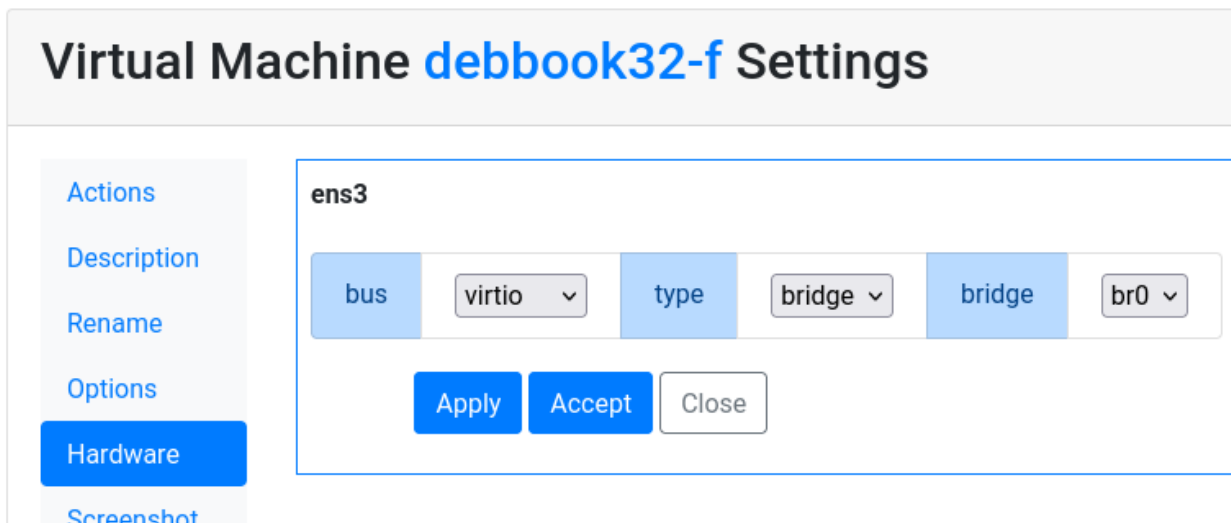 Virtual Machine debbook32-f Settings
Actions
Description
Rename
Options
Hardware
Screenshot
ens3
bus virtio type bridge bridge br0
Apply Accept Close